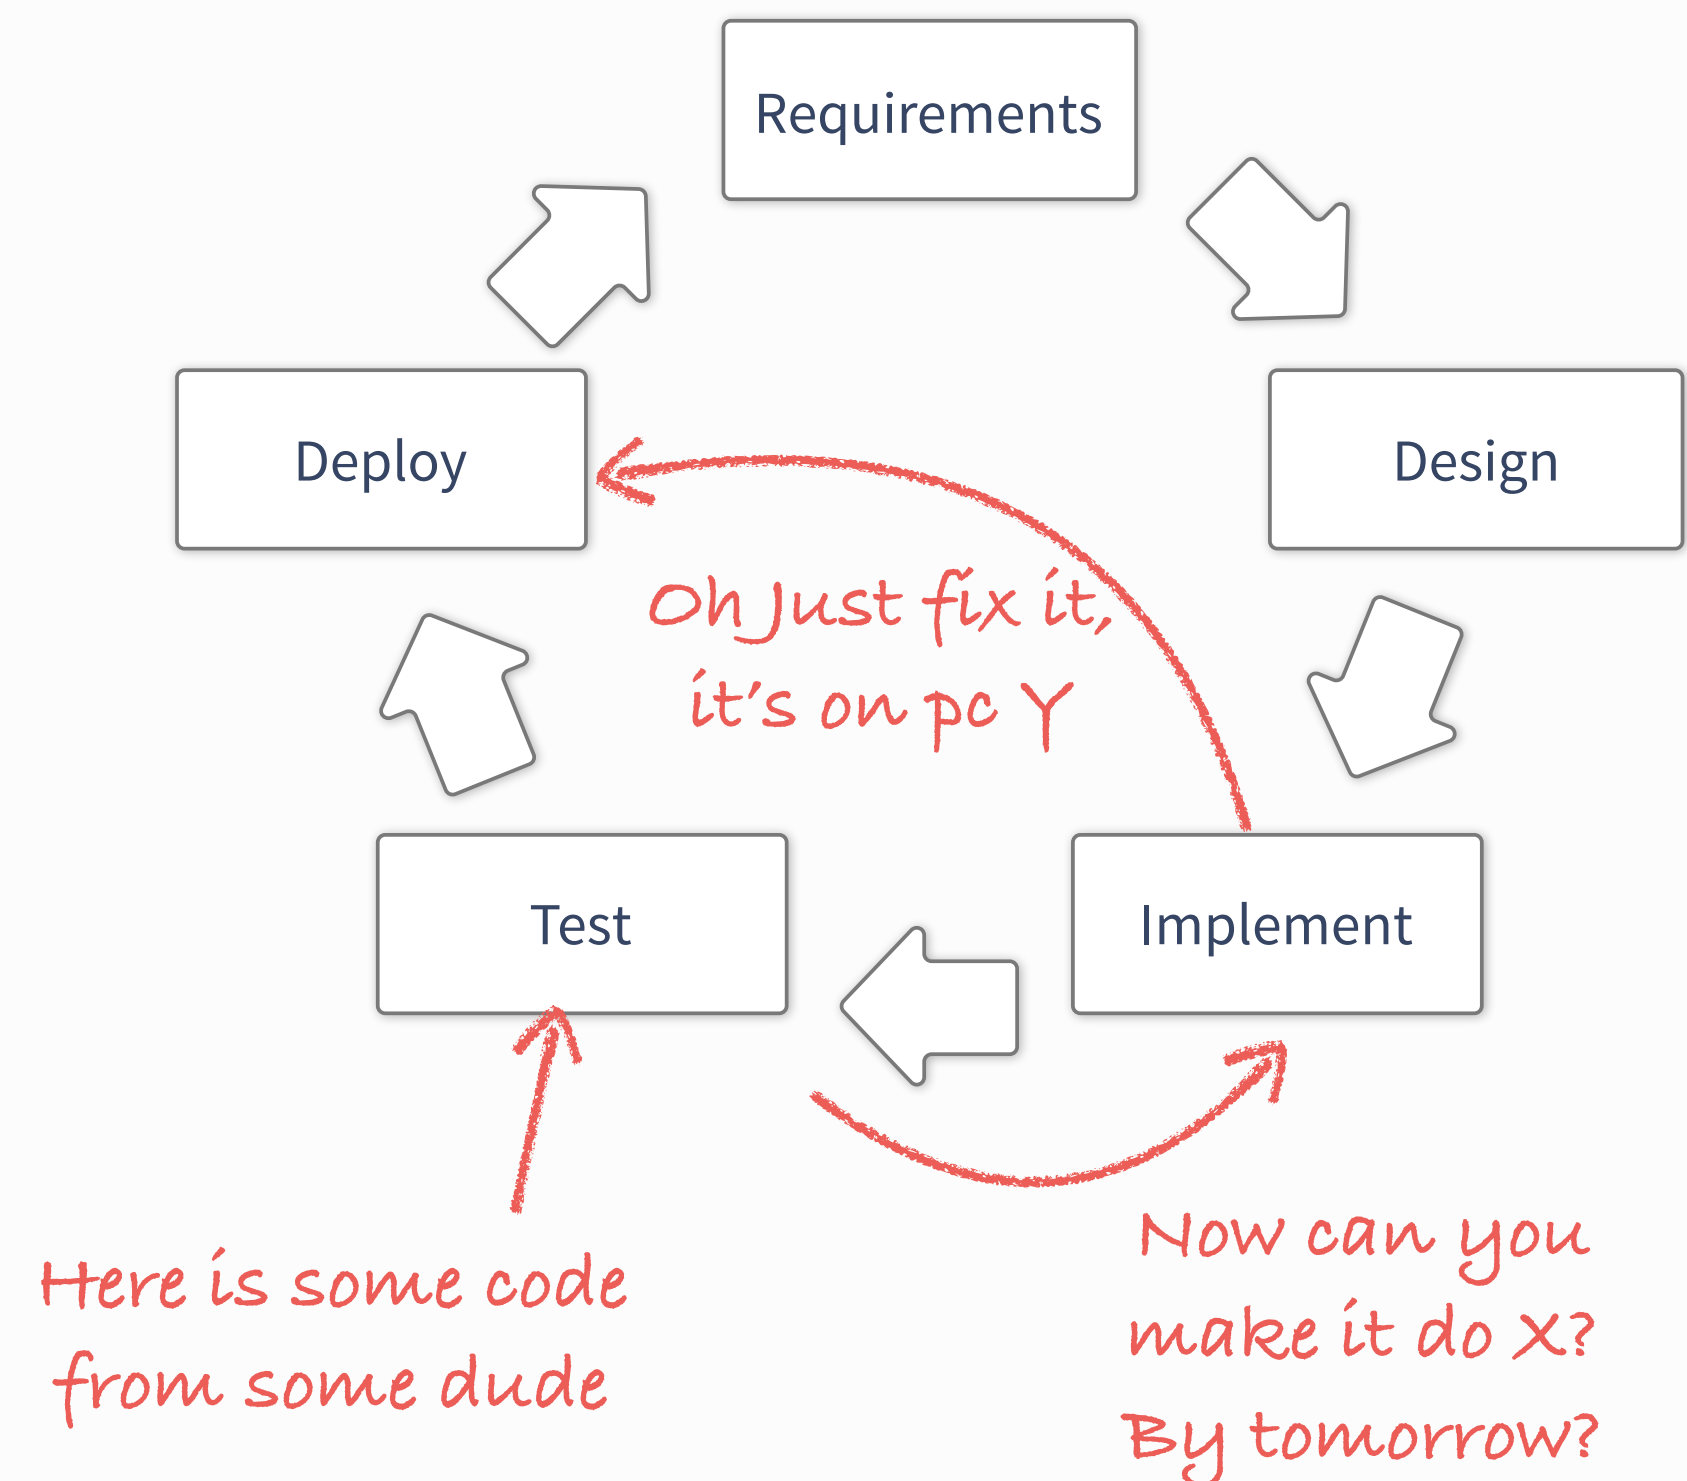 Requirements
Deploy
Design
Oh Just fix it,
it's on pc Y
Test
Implement
Here is some code
from some dude
Now can you
make it do X?
By tomorrow?